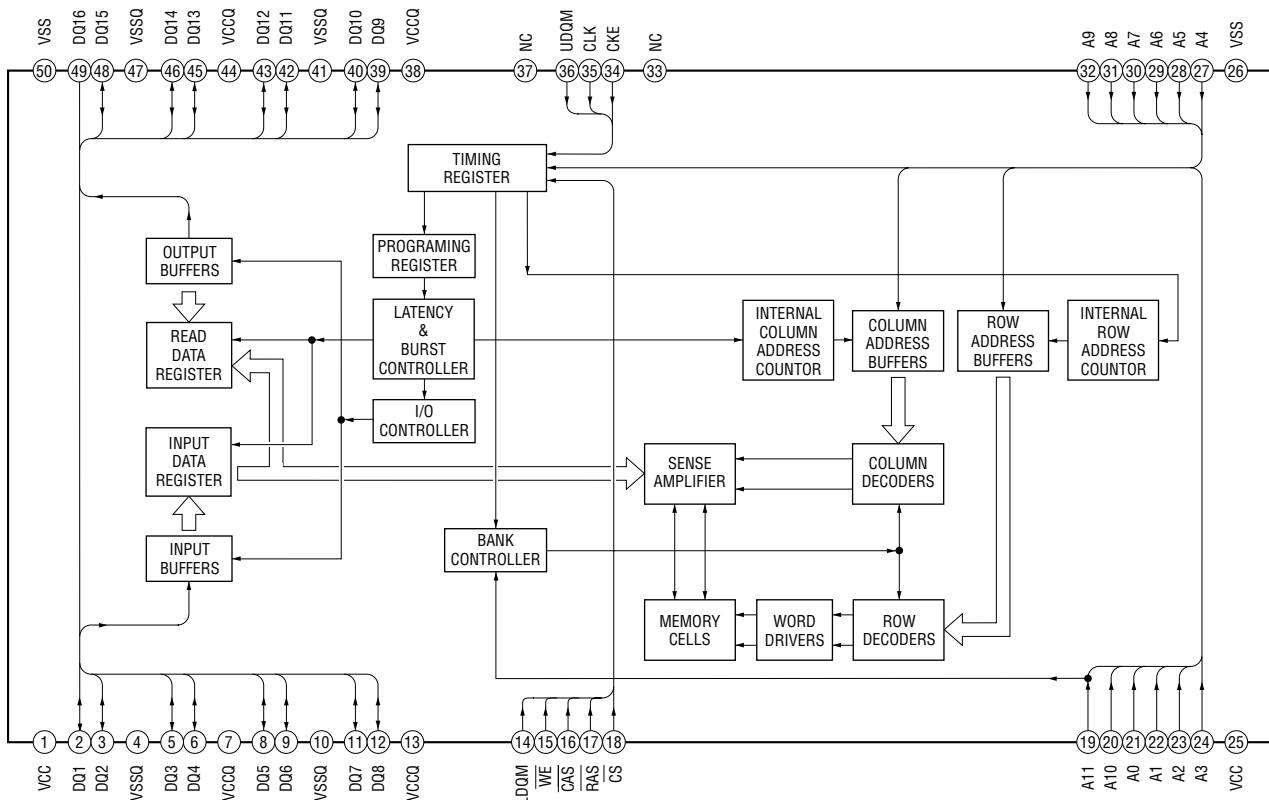 VSS DQ16 DQ15 VSSQ DQ14 DQ13 VCCQ DQ12 DQ11 VSSQ DQ10 DQ9 VCCQ NC UDQM CLK CKE NC A9 A8 A7 A6 A5 A4 VSS
50 49 48 47 46 45 44 43 42 41 40 39 38 37 36 35 34 33 32 31 30 29 28 27 26
TIMING
REGISTER
PROGRAMING
REGISTER
OUTPUT
BUFFERS
LATENCY
&
BURST
CONTROLLER
READ
DATA
REGISTER
INTERNAL
COLUMN
ADDRESS
COUNTOR
COLUMN
ADDRESS
BUFFERS
ROW
ADDRESS
BUFFERS
INTERNAL
ROW
ADDRESS
COUNTOR
I/O
CONTROLLER
INPUT
DATA
REGISTER
SENSE
AMPLIFIER
COLUMN
DECODERS
INPUT
BUFFERS
BANK
CONTROLLER
MEMORY
CELLS
WORD
DRIVERS
ROW
DECODERS
1 2 3 4 5 6 7 8 9 10 11 12 13 14 15 16 17 18 19 20 21 22 23 24 25
VCC DQ1 DQ2 VSSQ DQ3 DQ4 VCCQ DQ5 DQ6 VSSQ DQ7 DQ8 VCCQ LDQM WE CAS RAS CS A11 A10 A0 A1 A2 A3 VCC